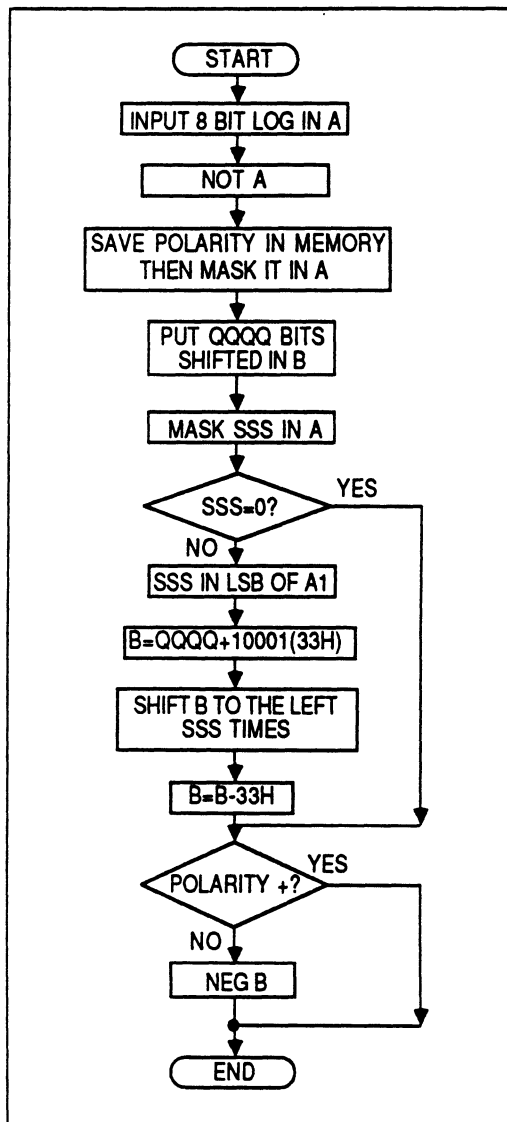 START
INPUT 8 BIT LOG IN A
NOT A
SAVE POLARITY IN MEMORY
THEN MASK IT IN A
PUT QQQQ BITS
SHIFTED IN B
MASK SSS IN A
SSS=0?
YES
NO
SSS IN LSB OF A1
B=QQQQ+10001(33H)
SHIFT B TO THE LEFT
SSS TIMES
B=B-33H
POLARITY +?
YES
NO
NEG B
END